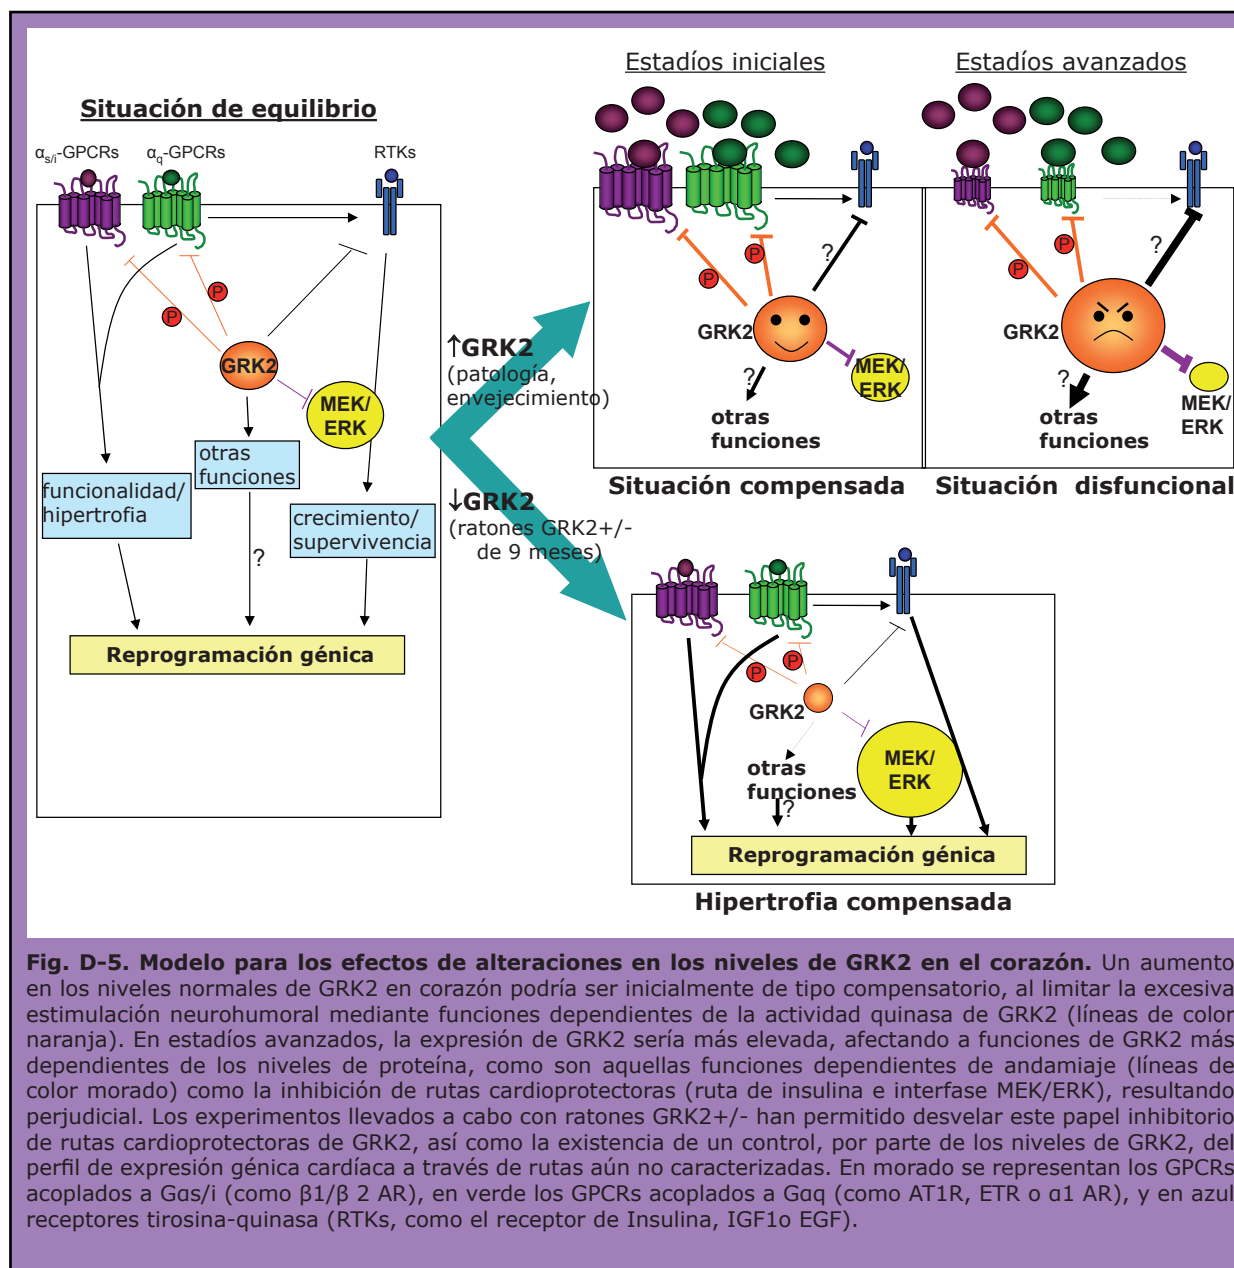 Situación de equilibrio
αs/i-GPCRs
αq-GPCRs
RTKs
P
P
GRK2
MEK/
ERK
otras
funciones
funcionalidad/
hipertrofia
crecimiento/
supervivencia
?
Reprogramación génica
↑GRK2
(patología,
envejecimiento)
↓GRK2
(ratones GRK2+/-
de 9 meses)
Estadíos iniciales
P
P
?
GRK2
MEK/
ERK
?
otras
funciones
Situación compensada
Estadíos avanzados
P
P
?
GRK2
?
MEK/
ERK
otras
funciones
Situación disfuncional
P
P
GRK2
MEK/
ERK
otras
funciones
?
Reprogramación génica
Hipertrofia compensada
Fig. D-5. Modelo para los efectos de alteraciones en los niveles de GRK2 en el corazón. Un aumento
en los niveles normales de GRK2 en corazón podría ser inicialmente de tipo compensatorio, al limitar la excesiva
estimulación neurohumoral mediante funciones dependientes de la actividad quinasa de GRK2 (líneas de color
naranja). En estadíos avanzados, la expresión de GRK2 sería más elevada, afectando a funciones de GRK2 más
dependientes de los niveles de proteína, como son aquellas funciones dependientes de andamiaje (líneas de
color morado) como la inhibición de rutas cardioprotectoras (ruta de insulina e interfase MEK/ERK), resultando
perjudicial. Los experimentos llevados a cabo con ratones GRK2+/- han permitido desvelar este papel inhibitorio
de rutas cardioprotectoras de GRK2, así como la existencia de un control, por parte de los niveles de GRK2, del
perfil de expresión génica cardíaca a través de rutas aún no caracterizadas. En morado se representan los GPCRs
acoplados a Gαs/i (como β1/β 2 AR), en verde los GPCRs acoplados a Gαq (como AT1R, ETR o α1 AR), y en azul
receptores tirosina-quinasa (RTKs, como el receptor de Insulina, IGF1o EGF).